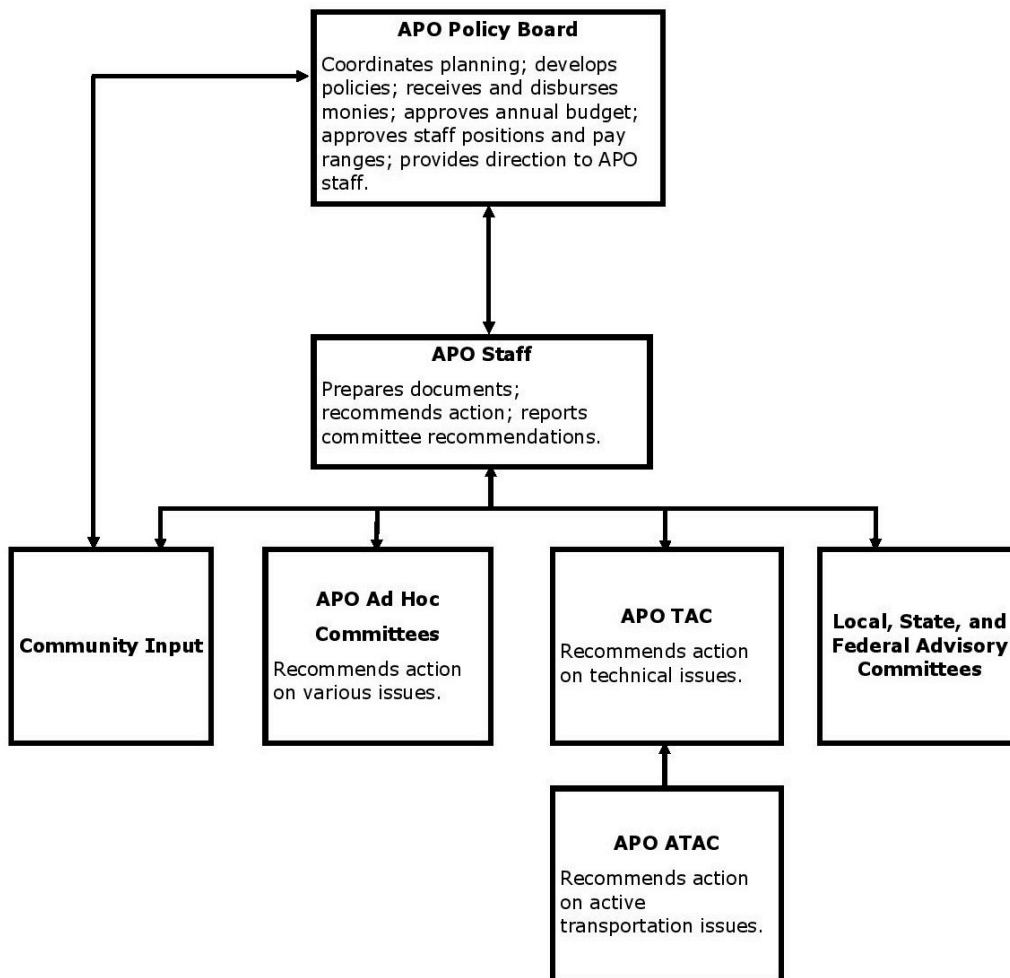 APO Policy Board
Coordinates planning; develops
policies; receives and disburses
monies; approves annual budget;
approves staff positions and pay
ranges; provides direction to APO
staff.
APO Staff
Prepares documents;
recommends action; reports
committee recommendations.
Community Input
APO Ad Hoc
Committees
Recommends action
on various issues.
APO TAC
Recommends action
on technical issues.
Local, State, and
Federal Advisory
Committees
APO ATAC
Recommends action
on active
transportation issues.